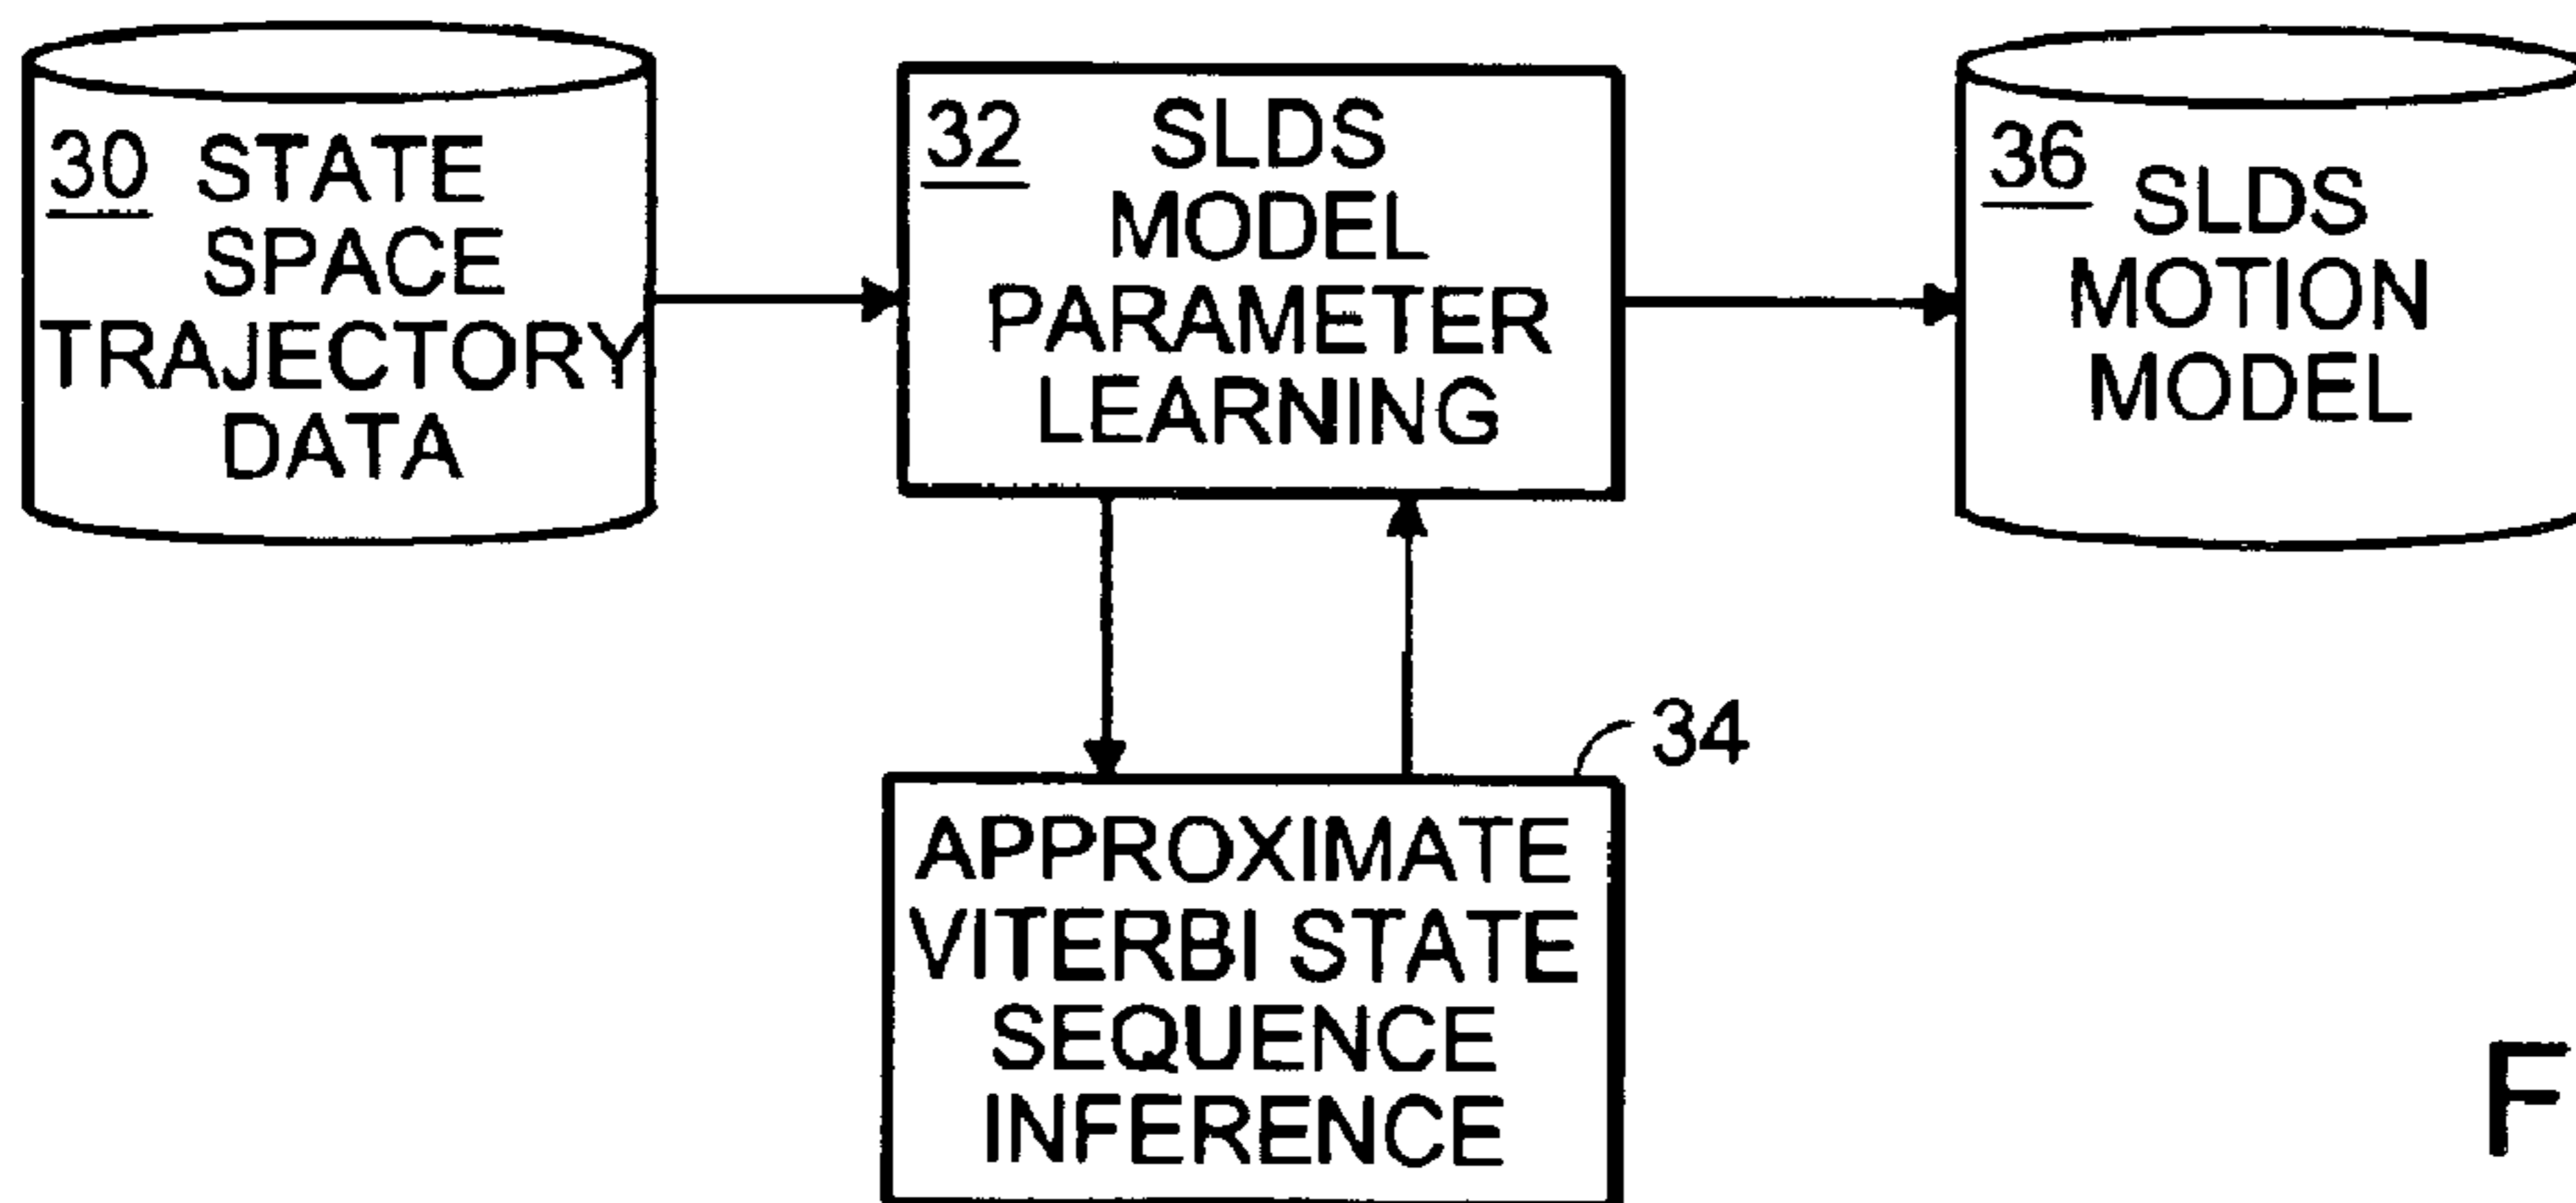 30 STATE
SPACE
TRAJECTORY
DATA
32 SLDS
MODEL
PARAMETER
LEARNING
36
SLDS
MOTION
MODEL
34
APPROXIMATE
VITERBI STATE
SEQUENCE
INFERENCE
F